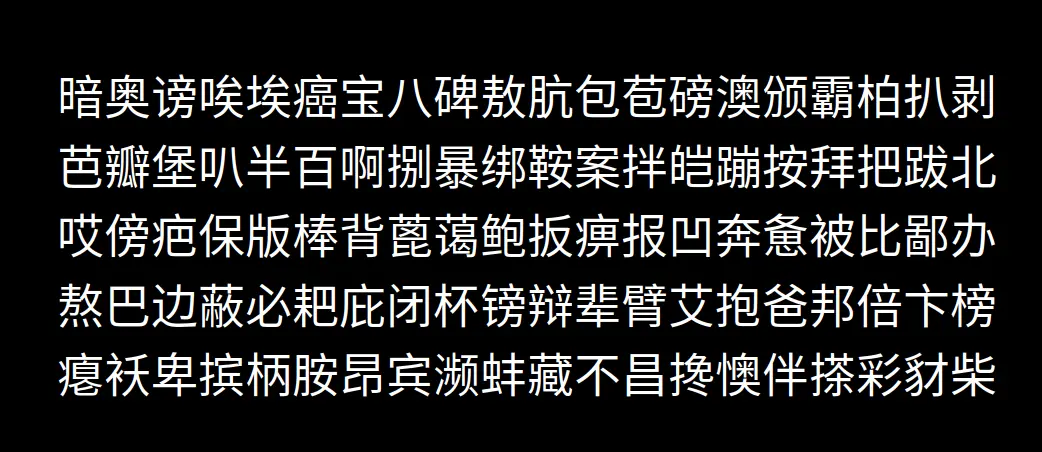 暗奥谤唉埃癌宝八碑敖肮包苞磅澳颁霸柏扒剥
芭瓣堡叭半百啊捌暴绑鞍案拌皑蹦按拜把跋北
哎傍疤保版棒背蓖蔼鲍扳痹报凹奔惫被比鄙办
熬巴边蔽必耙庇闭杯镑辩辈臂艾抱爸邦倍卞榜
瘪袄卑摈柄胺昂宾濒蚌藏不昌搀懊伴搽彩豺柴